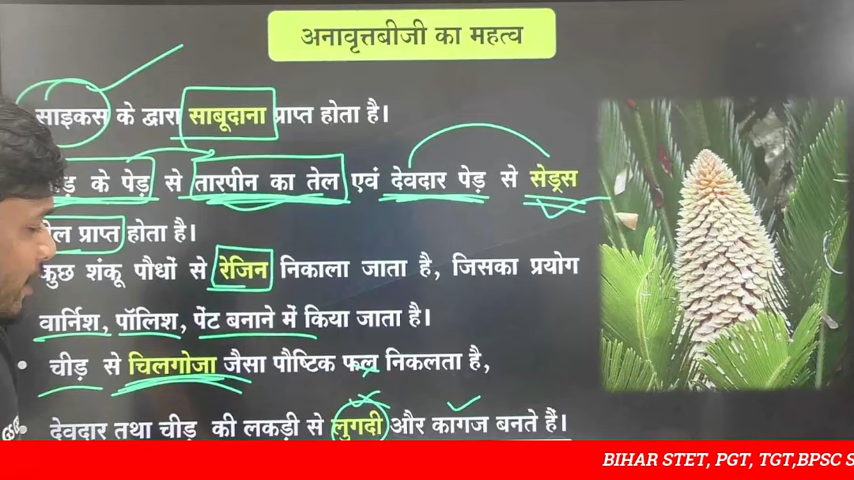 अनावृत्तबीजी का महत्व
साइकस के द्वारा साबूदाना प्राप्त होता है।
के पेड़ से तारपीन का तेल एवं देवदार पेड़ से सेड्रस
प्राप्त होता है।
कुछ शंकू पौधों से रेजिन निकाला जाता है, जिसका प्रयोग
वार्निश, पॉलिश, पेंट बनाने में किया जाता है।
• चीड़ से चिलगोजा जैसा पौष्टिक फल निकलता है,
• देवदार तथा चीड़ की लकड़ी से लुगदी और कागज बनते हैं।
BIHAR STET, PGT, TGT,BPSC S